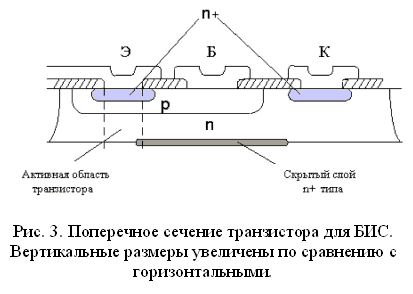 n+
Э Б К
p
n
Активная область
транзистора
Скрытый слой
n+ типа
Рис. 3. Поперечное сечение транзистора для БИС.
Вертикальные размеры увеличены по сравнению с
горизонтальными.